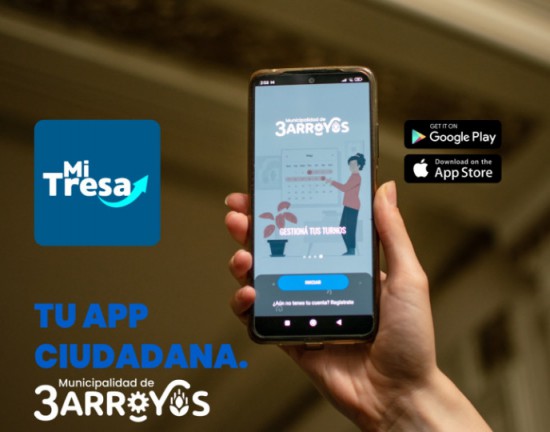 Mi
Tresa
TU APP
CIUDADANA.
Municipalidad de
3ARROYOS
Municipalidad de
3ARROYOS
GESTIONÁ TUS TURNOS
INICIAR
¿Aún no tenes tu cuenta? Registrate
GET IT ON
Google Play
Download on the
App Store